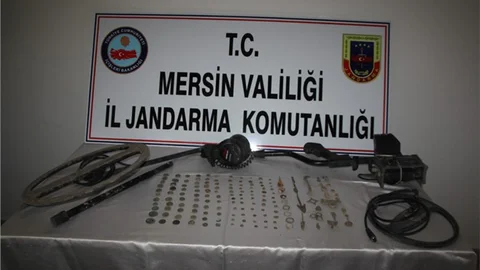 T.C.
MERSİN VALİLİĞİ
İL JANDARMA KOMUTANLIĞI